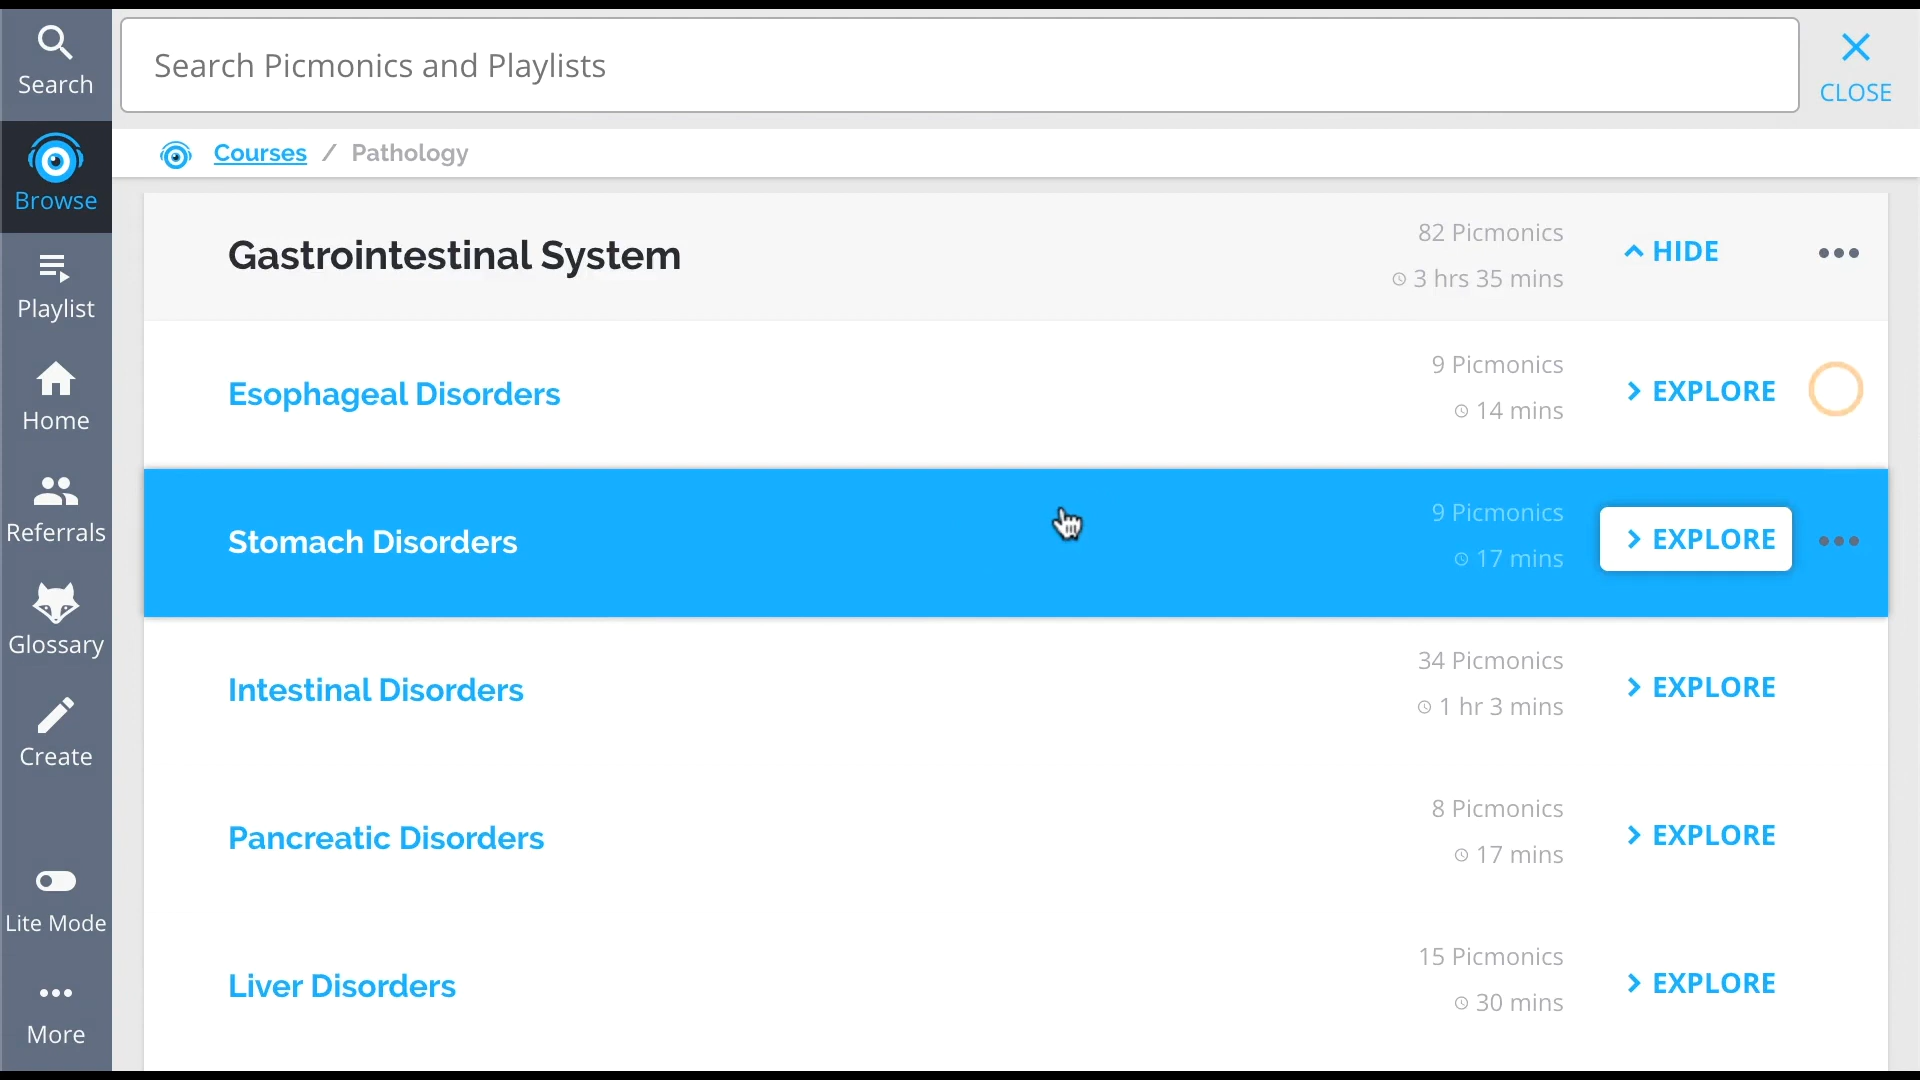 Search
Search Picmonics and Playlists
CLOSE
Browse
Courses / Pathology
Playlist
Home
Referrals
Glossary
Create
Lite Mode
More
Gastrointestinal System
82 Picmonics
3 hrs 35 mins
HIDE
Esophageal Disorders
9 Picmonics
14 mins
EXPLORE
Stomach Disorders
9 Picmonics
17 mins
EXPLORE
Intestinal Disorders
34 Picmonics
1 hr 3 mins
EXPLORE
Pancreatic Disorders
8 Picmonics
17 mins
EXPLORE
Liver Disorders
15 Picmonics
30 mins
EXPLORE